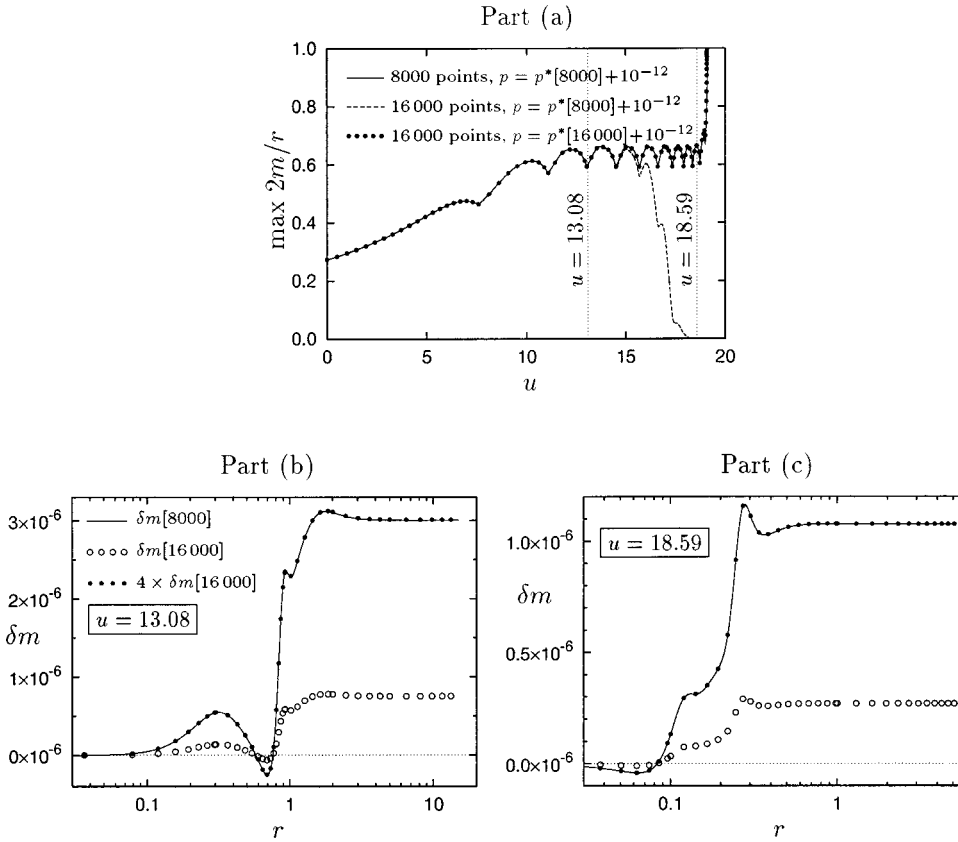 Part (a)
1.0
0.8
0.6
0.4
0.2
0.0
max 2m/r
8000 points, p = p*[8000]+10⁻¹²
16 000 points, p = p*[8000]+10⁻¹²
16 000 points, p = p*[16 000]+10⁻¹²
u = 13.08
u = 18.59
0 5 10 15 20
u
Part (b)
3×10⁻⁶
2×10⁻⁶
1×10⁻⁶
0×10⁻⁶
δm
δm[8000]
δm[16 000]
4 × δm[16 000]
u = 13.08
0.1 1 10
r
Part (c)
1.0×10⁻⁶
0.5×10⁻⁶
0.0×10⁻⁶
δm
u = 18.59
0.1 1
r